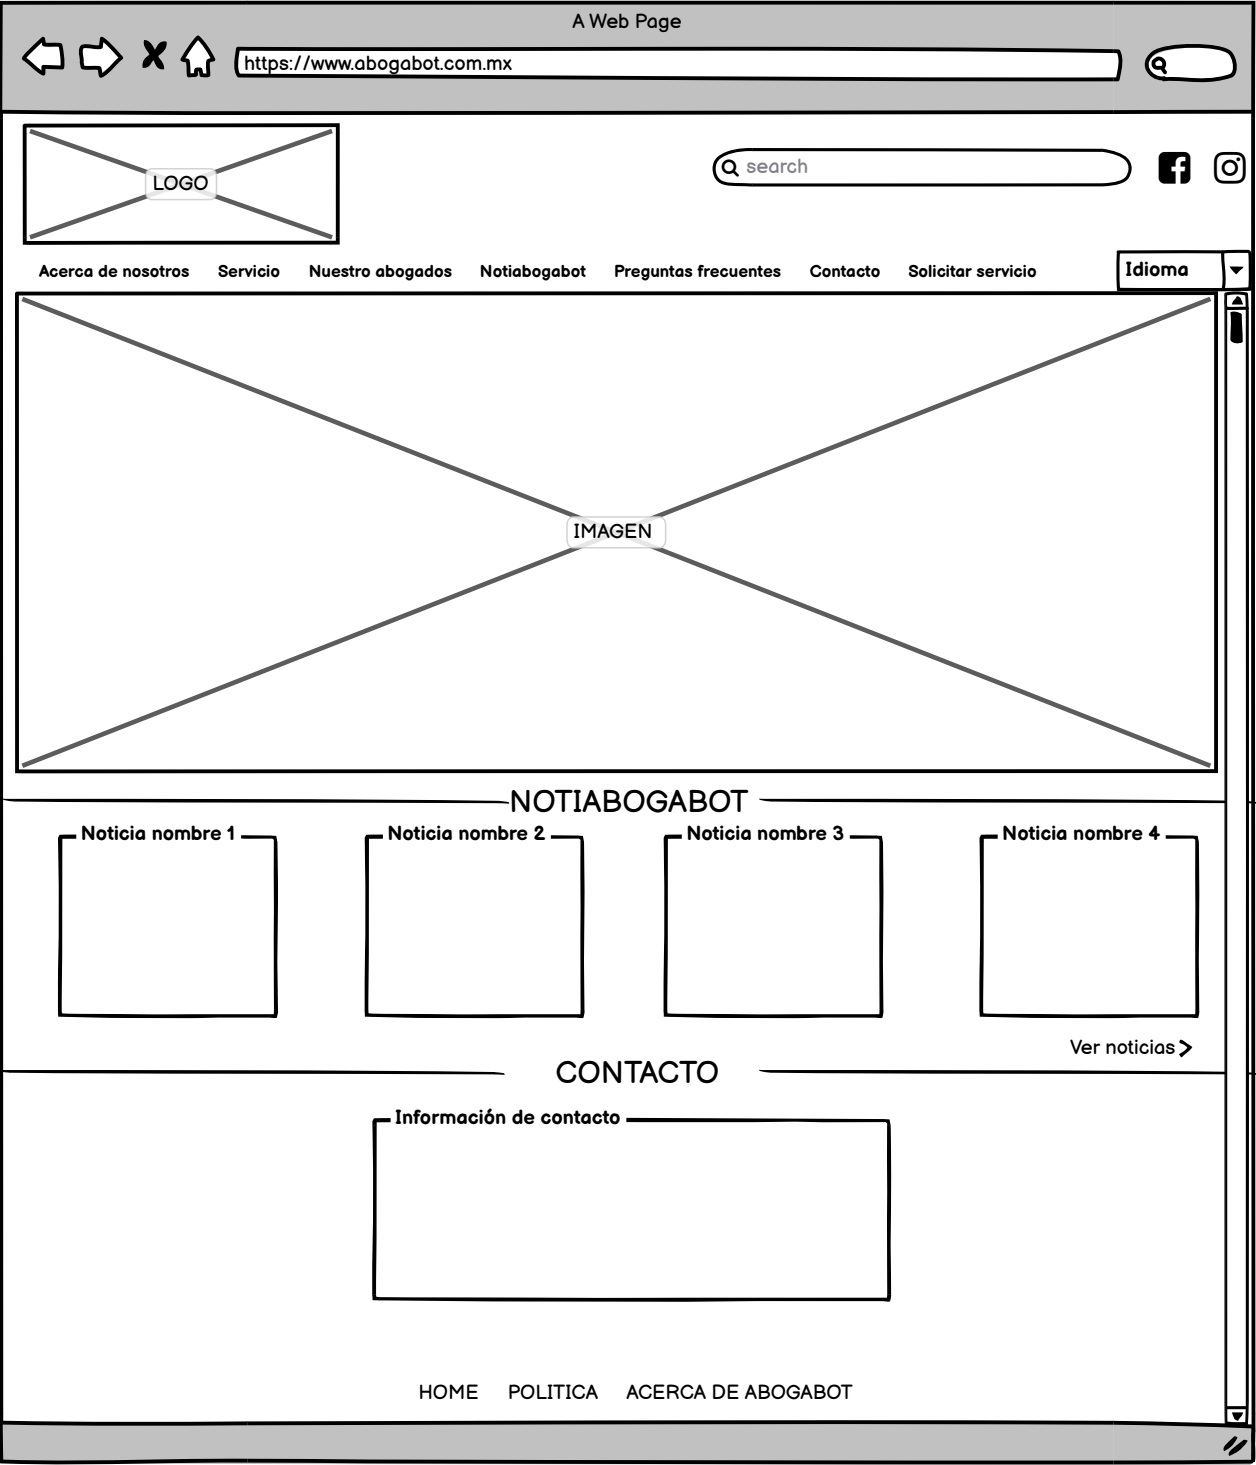 A Web Page
https://www.abogabot.com.mx
LOGO
search
Acerca de nosotros Servicio Nuestro abogados Notiabogabot Preguntas frecuentes Contacto Solicitar servicio Idioma
IMAGEN
NOTIABOGABOT
Noticia nombre 1 Noticia nombre 2 Noticia nombre 3 Noticia nombre 4
Ver noticias
CONTACTO
Información de contacto
HOME POLITICA ACERCA DE ABOGABOT